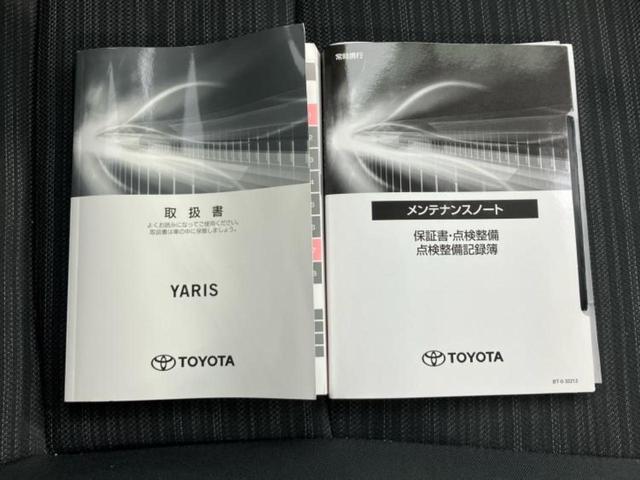 取扱書
よくお読みになってご使用ください。
取扱書は車の中に保管しましょう。
YARIS
TOYOTA
常時携行
メンテナンスノート
保証書・点検整備
点検整備記録簿
TOYOTA